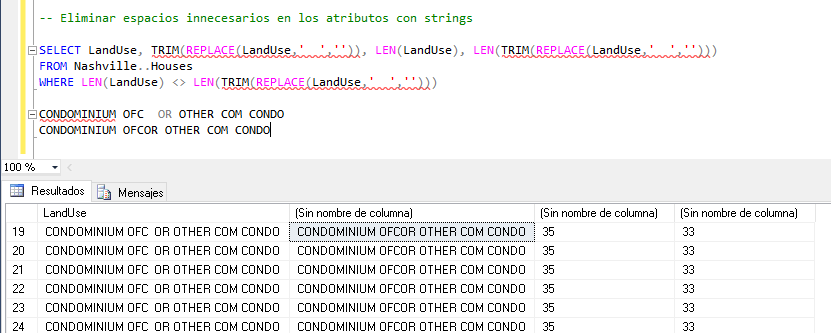 -- Eliminar espacios innecesarios en los atributos con strings
SELECT LandUse, TRIM(REPLACE(LandUse,'  ','')), LEN(LandUse), LEN(TRIM(REPLACE(LandUse,'  ','')))
FROM Nashville..Houses
WHERE LEN(LandUse) <> LEN(TRIM(REPLACE(LandUse,'  ','')))
CONDOMINIUM OFC  OR OTHER COM CONDO
CONDOMINIUM OFCOR OTHER COM CONDO
100 %
Resultados Mensajes
LandUse (Sin nombre de columna) (Sin nombre de columna) (Sin nombre de columna)
19 CONDOMINIUM OFC  OR OTHER COM CONDO CONDOMINIUM OFCOR OTHER COM CONDO 35 33
20 CONDOMINIUM OFC  OR OTHER COM CONDO CONDOMINIUM OFCOR OTHER COM CONDO 35 33
21 CONDOMINIUM OFC  OR OTHER COM CONDO CONDOMINIUM OFCOR OTHER COM CONDO 35 33
22 CONDOMINIUM OFC  OR OTHER COM CONDO CONDOMINIUM OFCOR OTHER COM CONDO 35 33
23 CONDOMINIUM OFC  OR OTHER COM CONDO CONDOMINIUM OFCOR OTHER COM CONDO 35 33
24 CONDOMINIUM OFC  OR OTHER COM CONDO CONDOMINIUM OFCOR OTHER COM CONDO 35 33